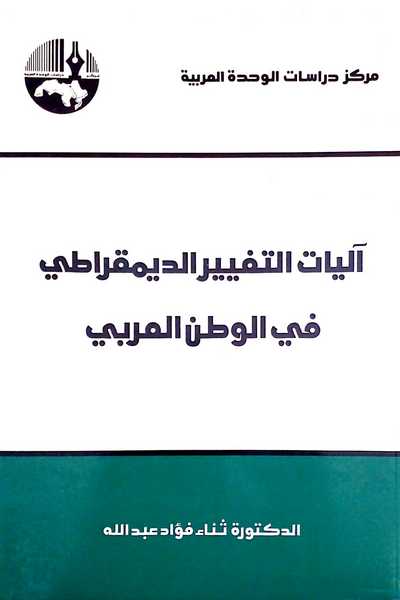 مركز دراسات الوحدة العربية
آليات التغيير الديمقراطي
في الوطن العربي
الدكتورة ثناء فؤاد عبد الله